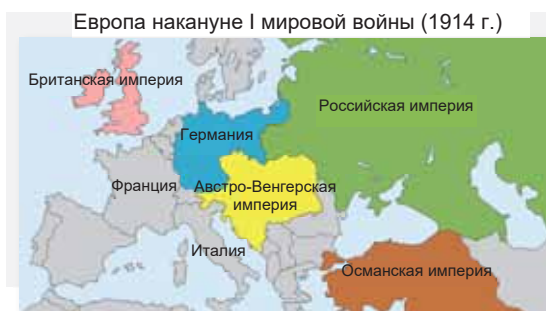 Европа накануне I мировой войны (1914 г.)
Британская империя
Российская империя
Германия
Франция
Австро-Венгерская
империя
Италия
Османская империя